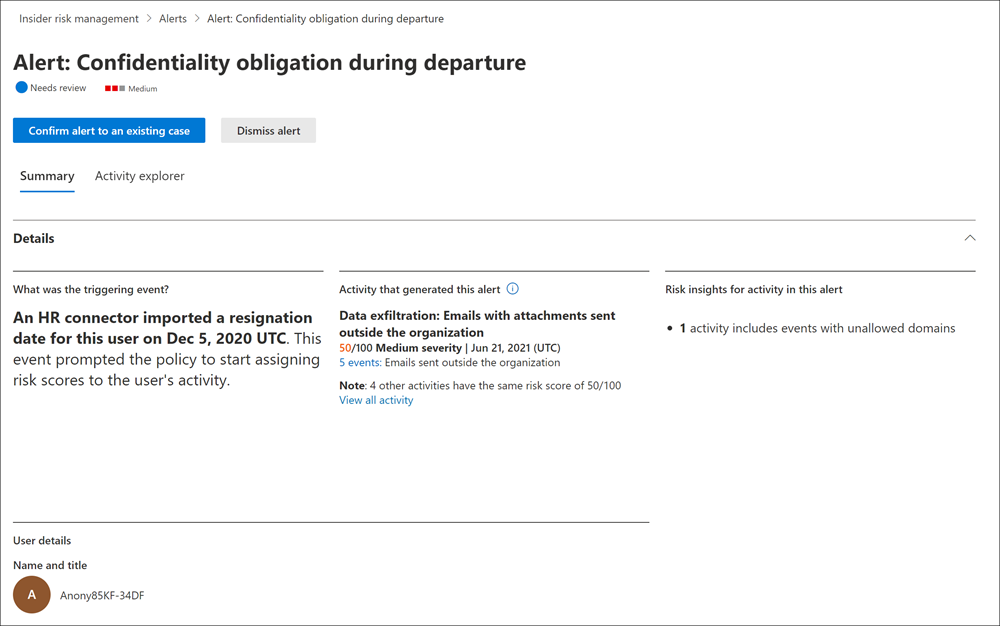 Insider risk management > Alerts > Alert: Confidentiality obligation during departure
Alert: Confidentiality obligation during departure
Needs review Medium
Confirm alert to an existing case Dismiss alert
Summary Activity explorer
Details
What was the triggering event?
An HR connector imported a resignation
date for this user on Dec 5, 2020 UTC. This
event prompted the policy to start assigning
risk scores to the user's activity.
Activity that generated this alert
Data exfiltration: Emails with attachments sent
outside the organization
50/100 Medium severity | Jun 21, 2021 (UTC)
5 events: Emails sent outside the organization
Note: 4 other activities have the same risk score of 50/100
View all activity
Risk insights for activity in this alert
• 1 activity includes events with unallowed domains
User details
Name and title
A Anony85KF-34DF